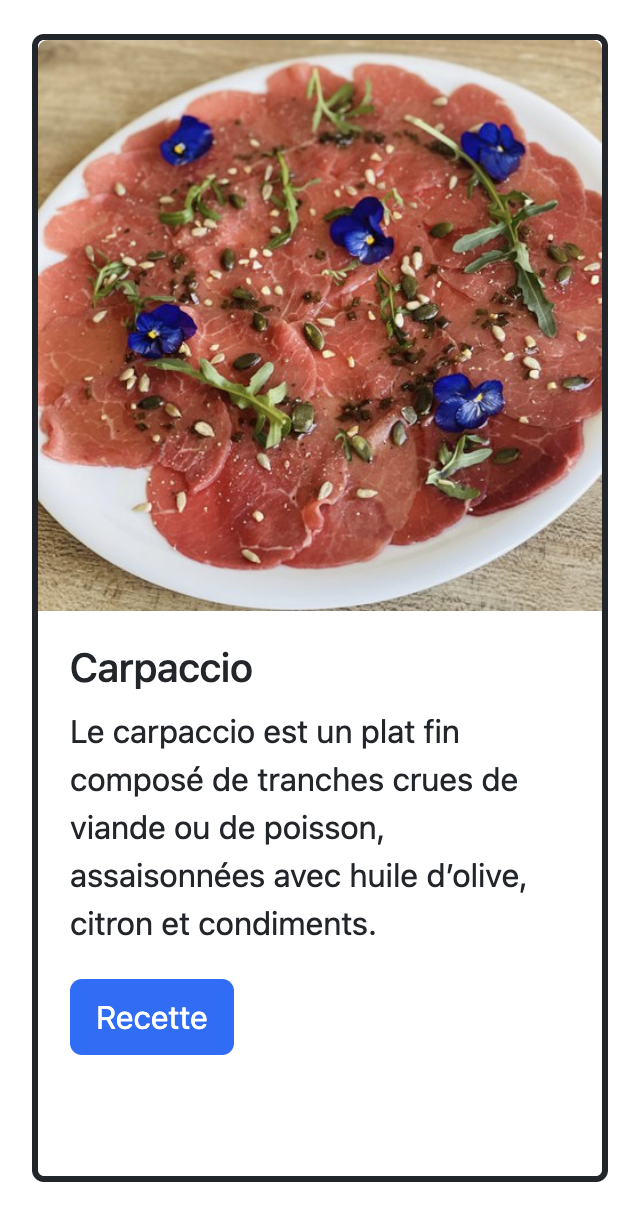 Carpaccio
Le carpaccio est un plat fin
composé de tranches crues de
viande ou de poisson,
assaisonnées avec huile d’olive,
citron et condiments.
Recette